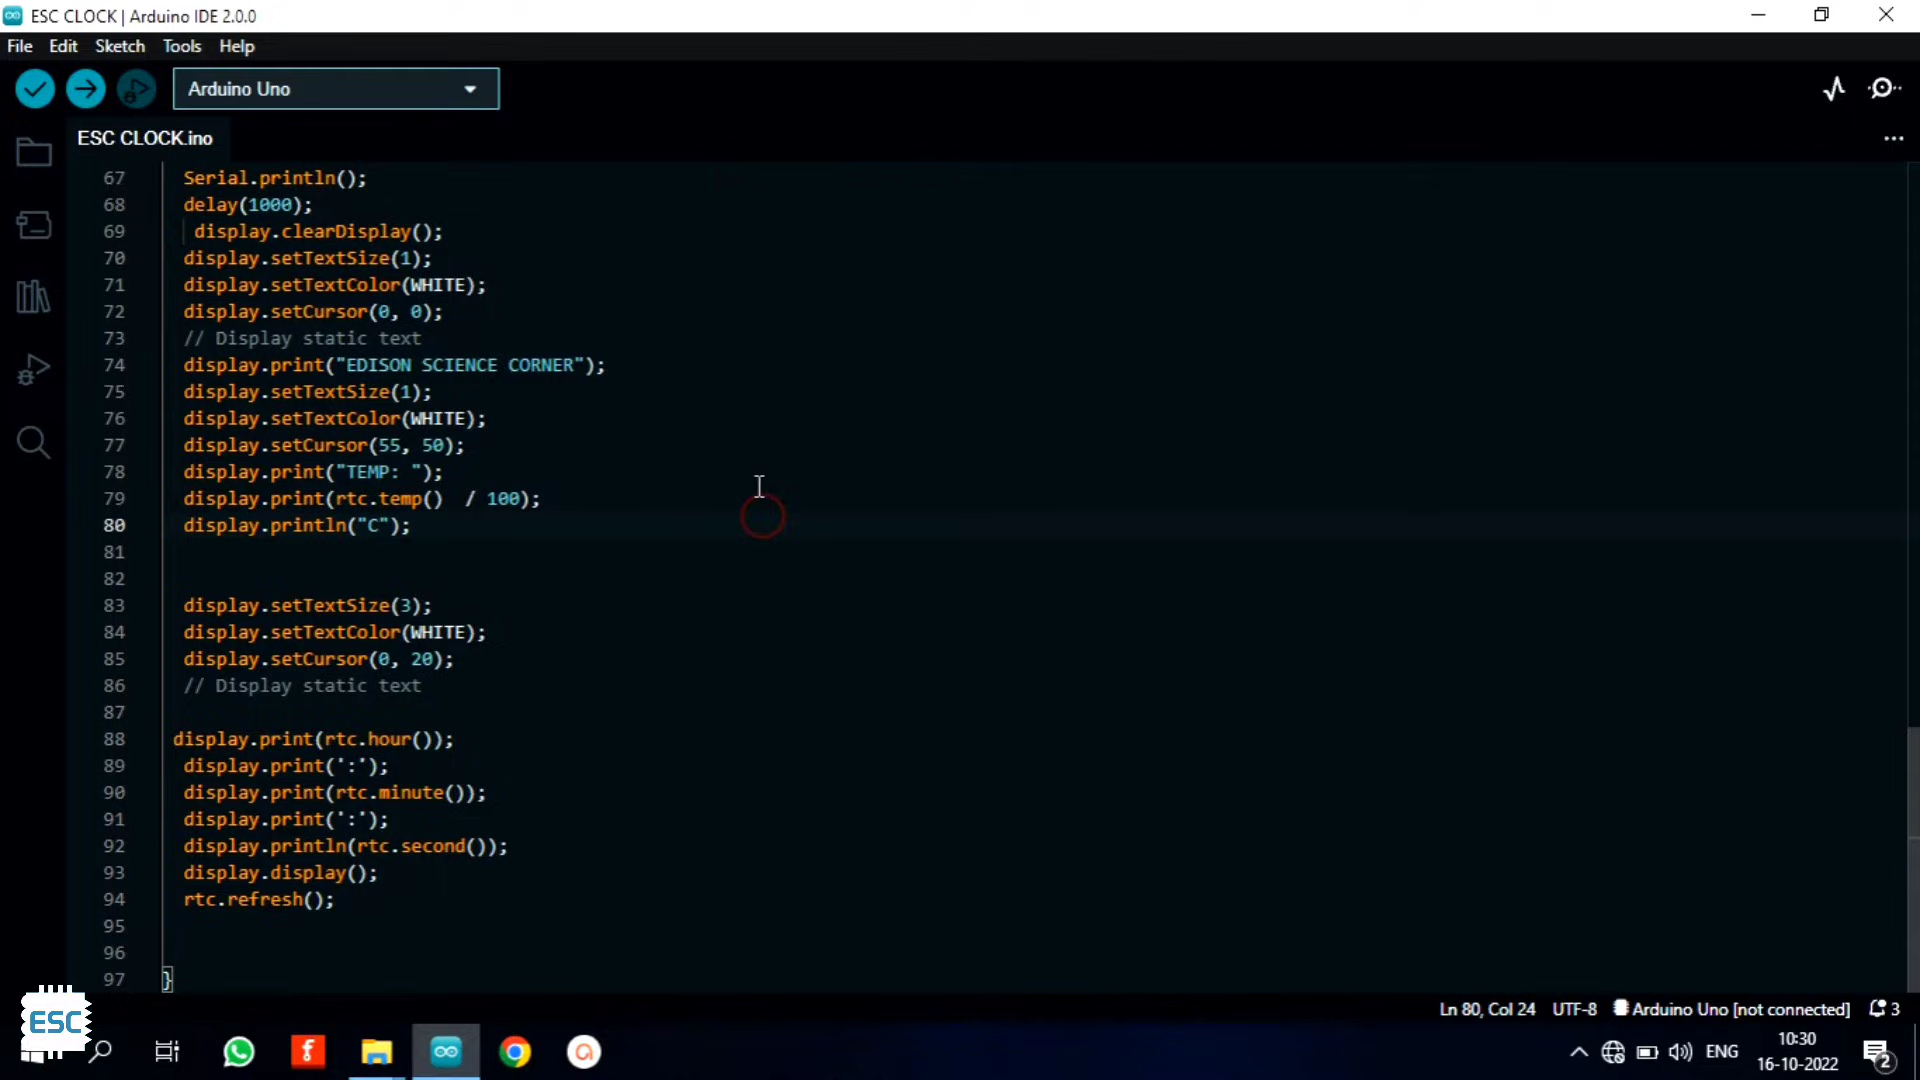 ESC CLOCK | Arduino IDE 2.0.0
File Edit Sketch Tools Help
Arduino Uno
ESC CLOCK.ino
67 Serial.println();
68 delay(1000);
69 display.clearDisplay();
70 display.setTextSize(1);
71 display.setTextColor(WHITE);
72 display.setCursor(0, 0);
73 // Display static text
74 display.print("EDISON SCIENCE CORNER");
75 display.setTextSize(1);
76 display.setTextColor(WHITE);
77 display.setCursor(55, 50);
78 display.print("TEMP: ");
79 display.print(rtc.temp()  / 100);
80 display.println("C");
81
82
83 display.setTextSize(3);
84 display.setTextColor(WHITE);
85 display.setCursor(0, 20);
86 // Display static text
87
88 display.print(rtc.hour());
89 display.print(':');
90 display.print(rtc.minute());
91 display.print(':');
92 display.println(rtc.second());
93 display.display();
94 rtc.refresh();
95
96
97 }
Ln 80, Col 24 UTF-8 Arduino Uno [not connected] 3
ESC
ENG 10:30
16-10-2022 2